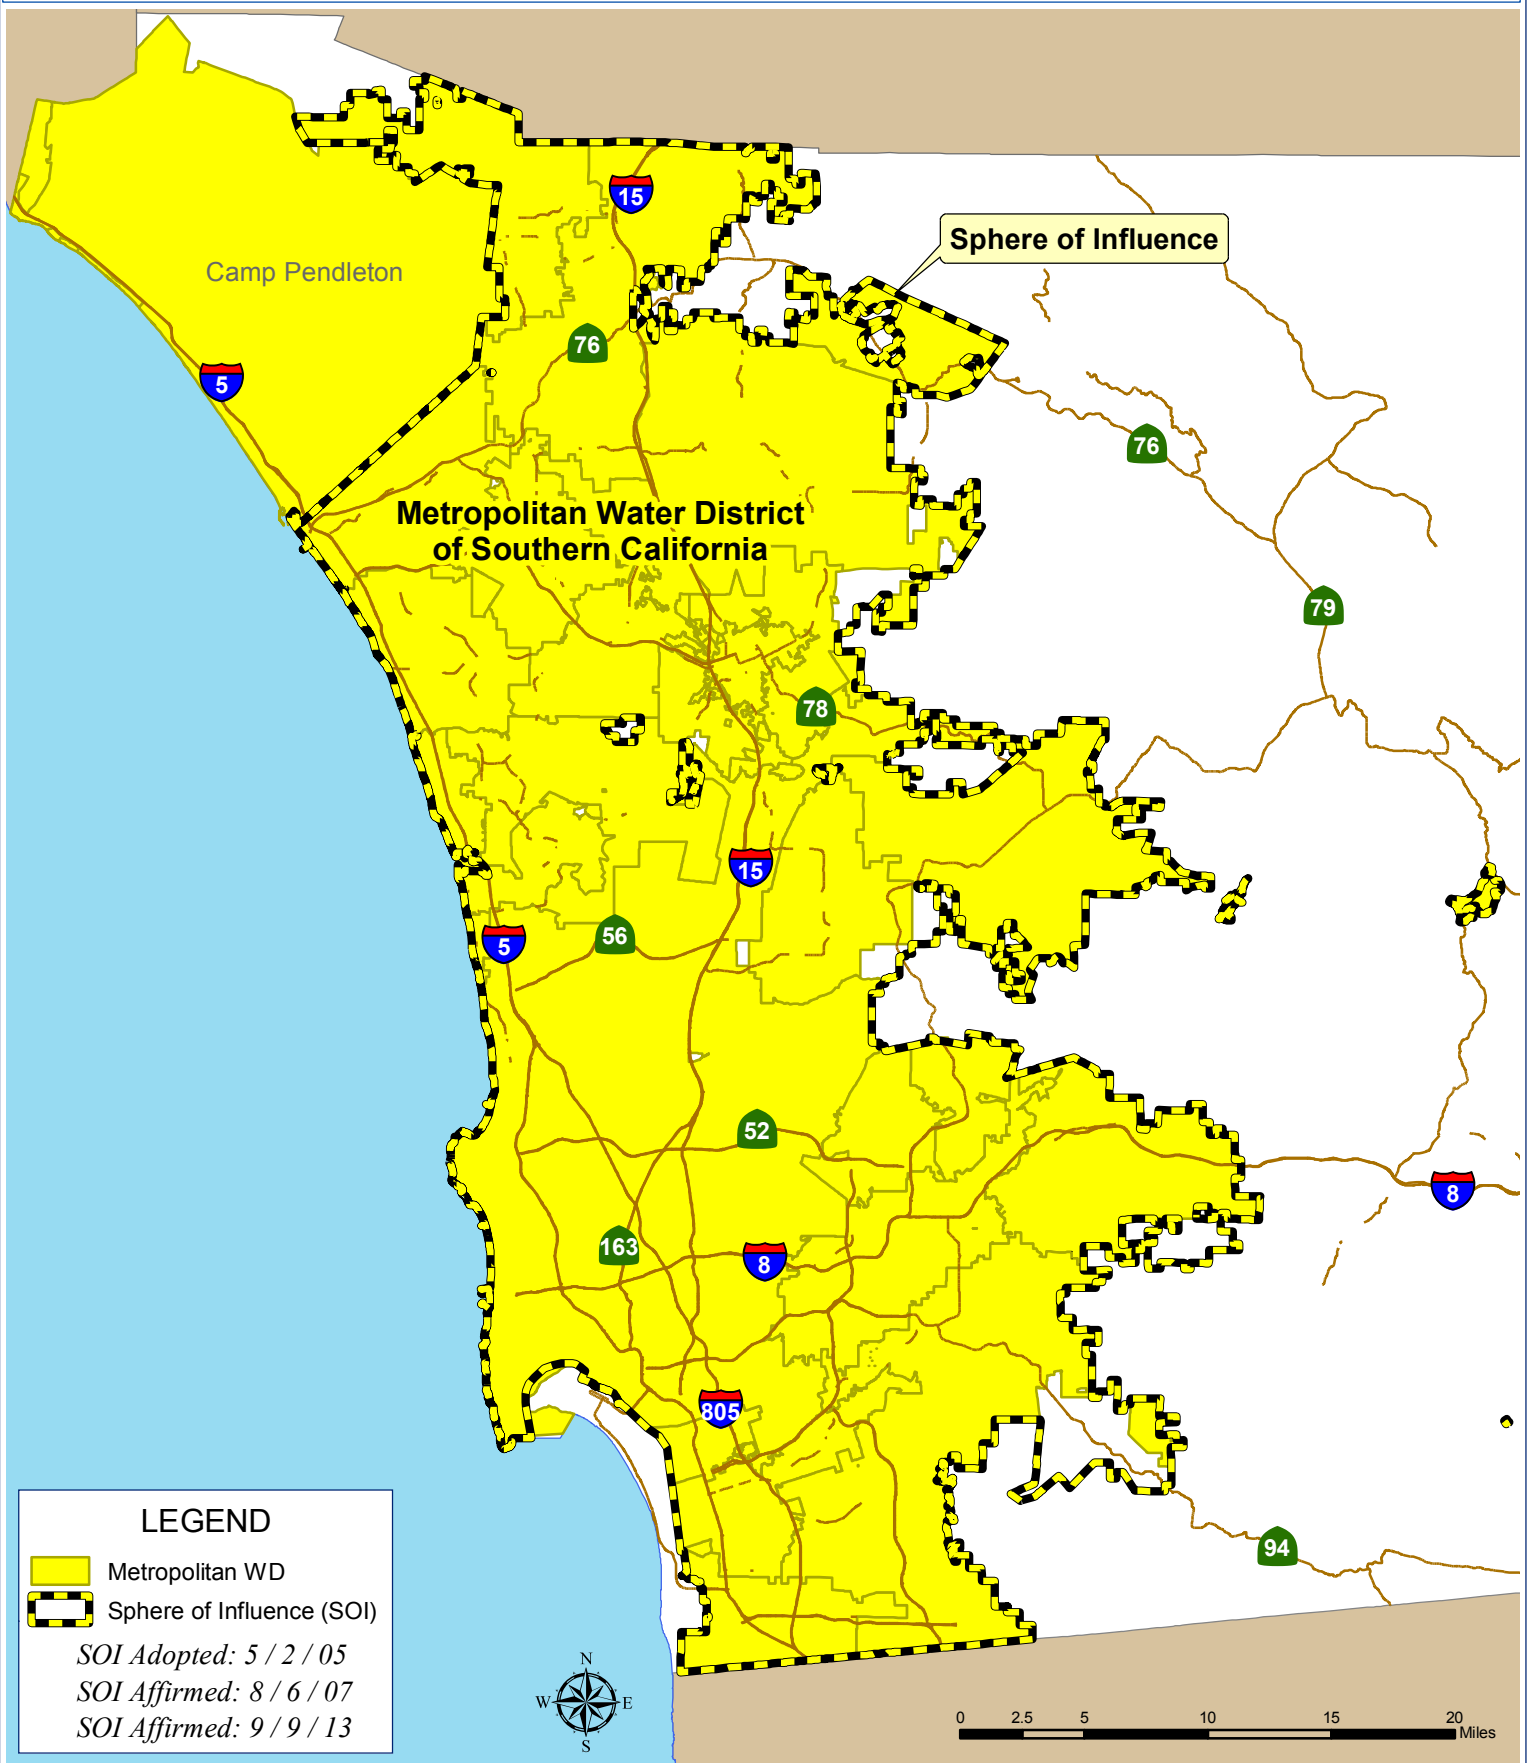 15
Sphere of Influence
Camp Pendleton
76
5
76
Metropolitan Water District
of Southern California
79
78
15
56
5
52
8
163
8
805
94
LEGEND
Metropolitan WD
Sphere of Influence (SOI)
SOI Adopted: 5 / 2 / 05
SOI Affirmed: 8 / 6 / 07
SOI Affirmed: 9 / 9 / 13
N
W E
S
0 2.5 5 10 15 20
Miles